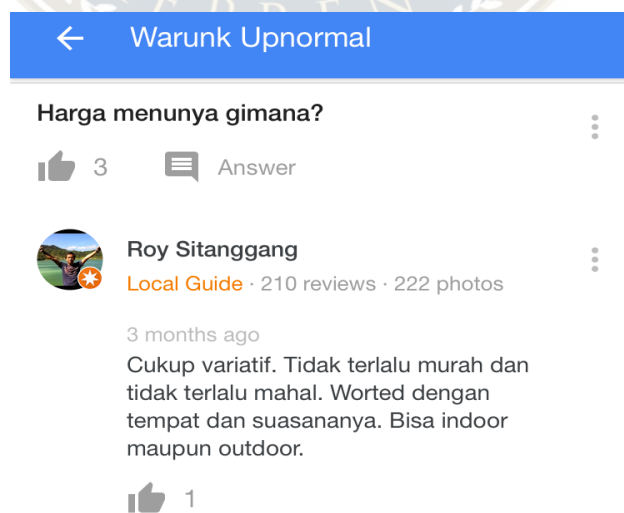 Warunk Upnormal
Harga menunya gimana?
3 Answer
Roy Sitanggang
Local Guide · 210 reviews · 222 photos
3 months ago
Cukup variatif. Tidak terlalu murah dan
tidak terlalu mahal. Worted dengan
tempat dan suasananya. Bisa indoor
maupun outdoor.
1